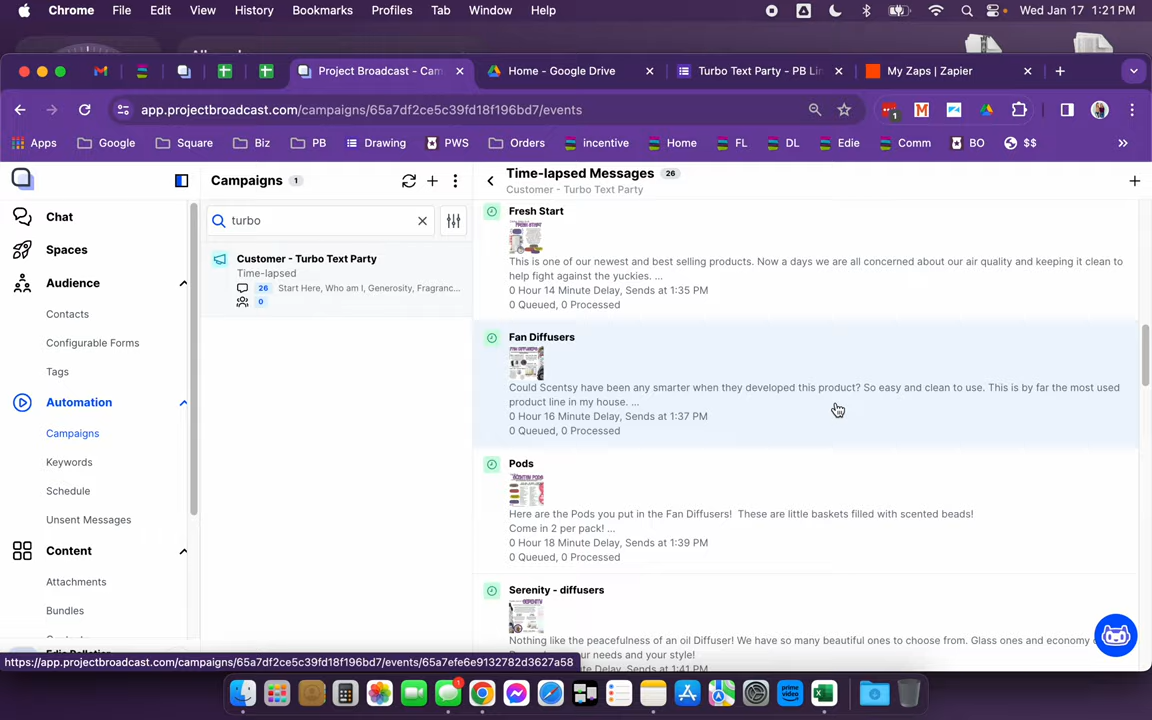 Chrome File Edit View History Bookmarks Profiles Tab Window Help Wed Jan 17 1:21 PM
Project Broadcast - Cam Home - Google Drive Turbo Text Party - PB Lin My Zaps | Zapier
app.projectbroadcast.com/campaigns/65a7df2ce5c39fd18f196bd7/events
Apps Google Square Biz PB Drawing PWS Orders incentive Home FL DL Edie Comm BO $$
Campaigns 1
Time-lapsed Messages 26
Customer - Turbo Text Party
turbo
Customer - Turbo Text Party
Time-lapsed
26 Start Here, Who am I, Generosity, Fragranc...
0
Chat
Spaces
Audience
Contacts
Configurable Forms
Tags
Automation
Campaigns
Keywords
Schedule
Unsent Messages
Content
Attachments
Bundles
Fresh Start
This is one of our newest and best selling products. Now a days we are all concerned about our air quality and keeping it clean to
help fight against the yuckies. ...
0 Hour 14 Minute Delay, Sends at 1:35 PM
0 Queued, 0 Processed
Fan Diffusers
Could Scentsy have been any smarter when they developed this product? So easy and clean to use. This is by far the most used
product line in my house. ...
0 Hour 16 Minute Delay, Sends at 1:37 PM
0 Queued, 0 Processed
Pods
Here are the Pods you put in the Fan Diffusers! These are little baskets filled with scented beads!
Come in 2 per pack! ...
0 Hour 18 Minute Delay, Sends at 1:39 PM
0 Queued, 0 Processed
Serenity - diffusers
Nothing like the peacefulness of an oil Diffuser! We have so many beautiful ones to choose from. Glass ones and economy
needs and your style!
Minute Delay, Sends at 1:41 PM
https://app.projectbroadcast.com/campaigns/65a7df2ce5c39fd18f196bd7/events/65a7efe6e9132782d3627a58